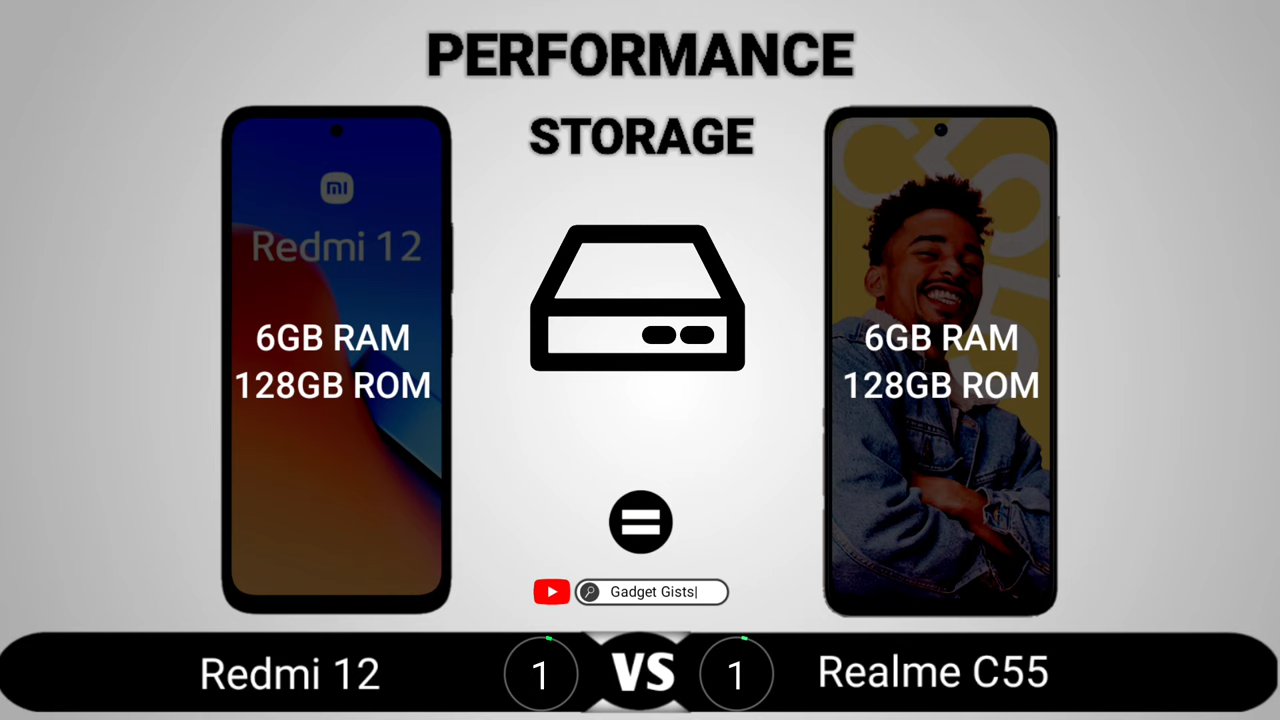 PERFORMANCE
STORAGE
mi
Redmi 12
6GB RAM
128GB ROM
C55
6GB RAM
128GB ROM
Gadget Gists|
Redmi 12
1
VS
1
Realme C55